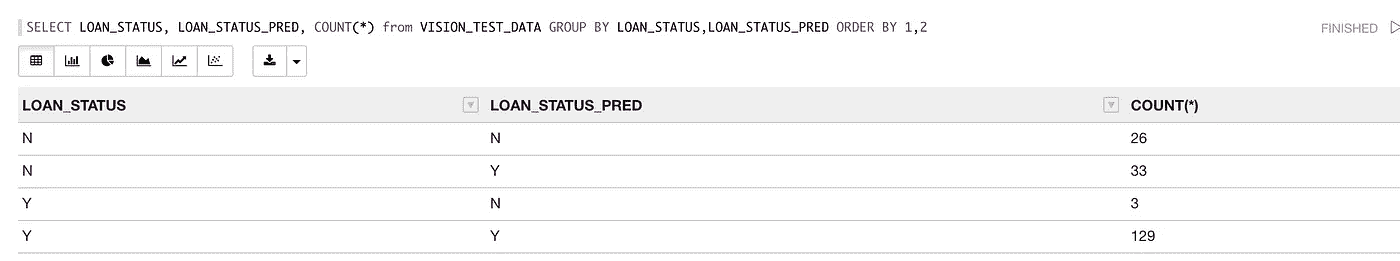 SELECT LOAN_STATUS, LOAN_STATUS_PRED, COUNT(*) from VISION_TEST_DATA GROUP BY LOAN_STATUS,LOAN_STATUS_PRED ORDER BY 1,2 FINISHED
LOAN_STATUS LOAN_STATUS_PRED COUNT(*)
N N 26
N Y 33
Y N 3
Y Y 129